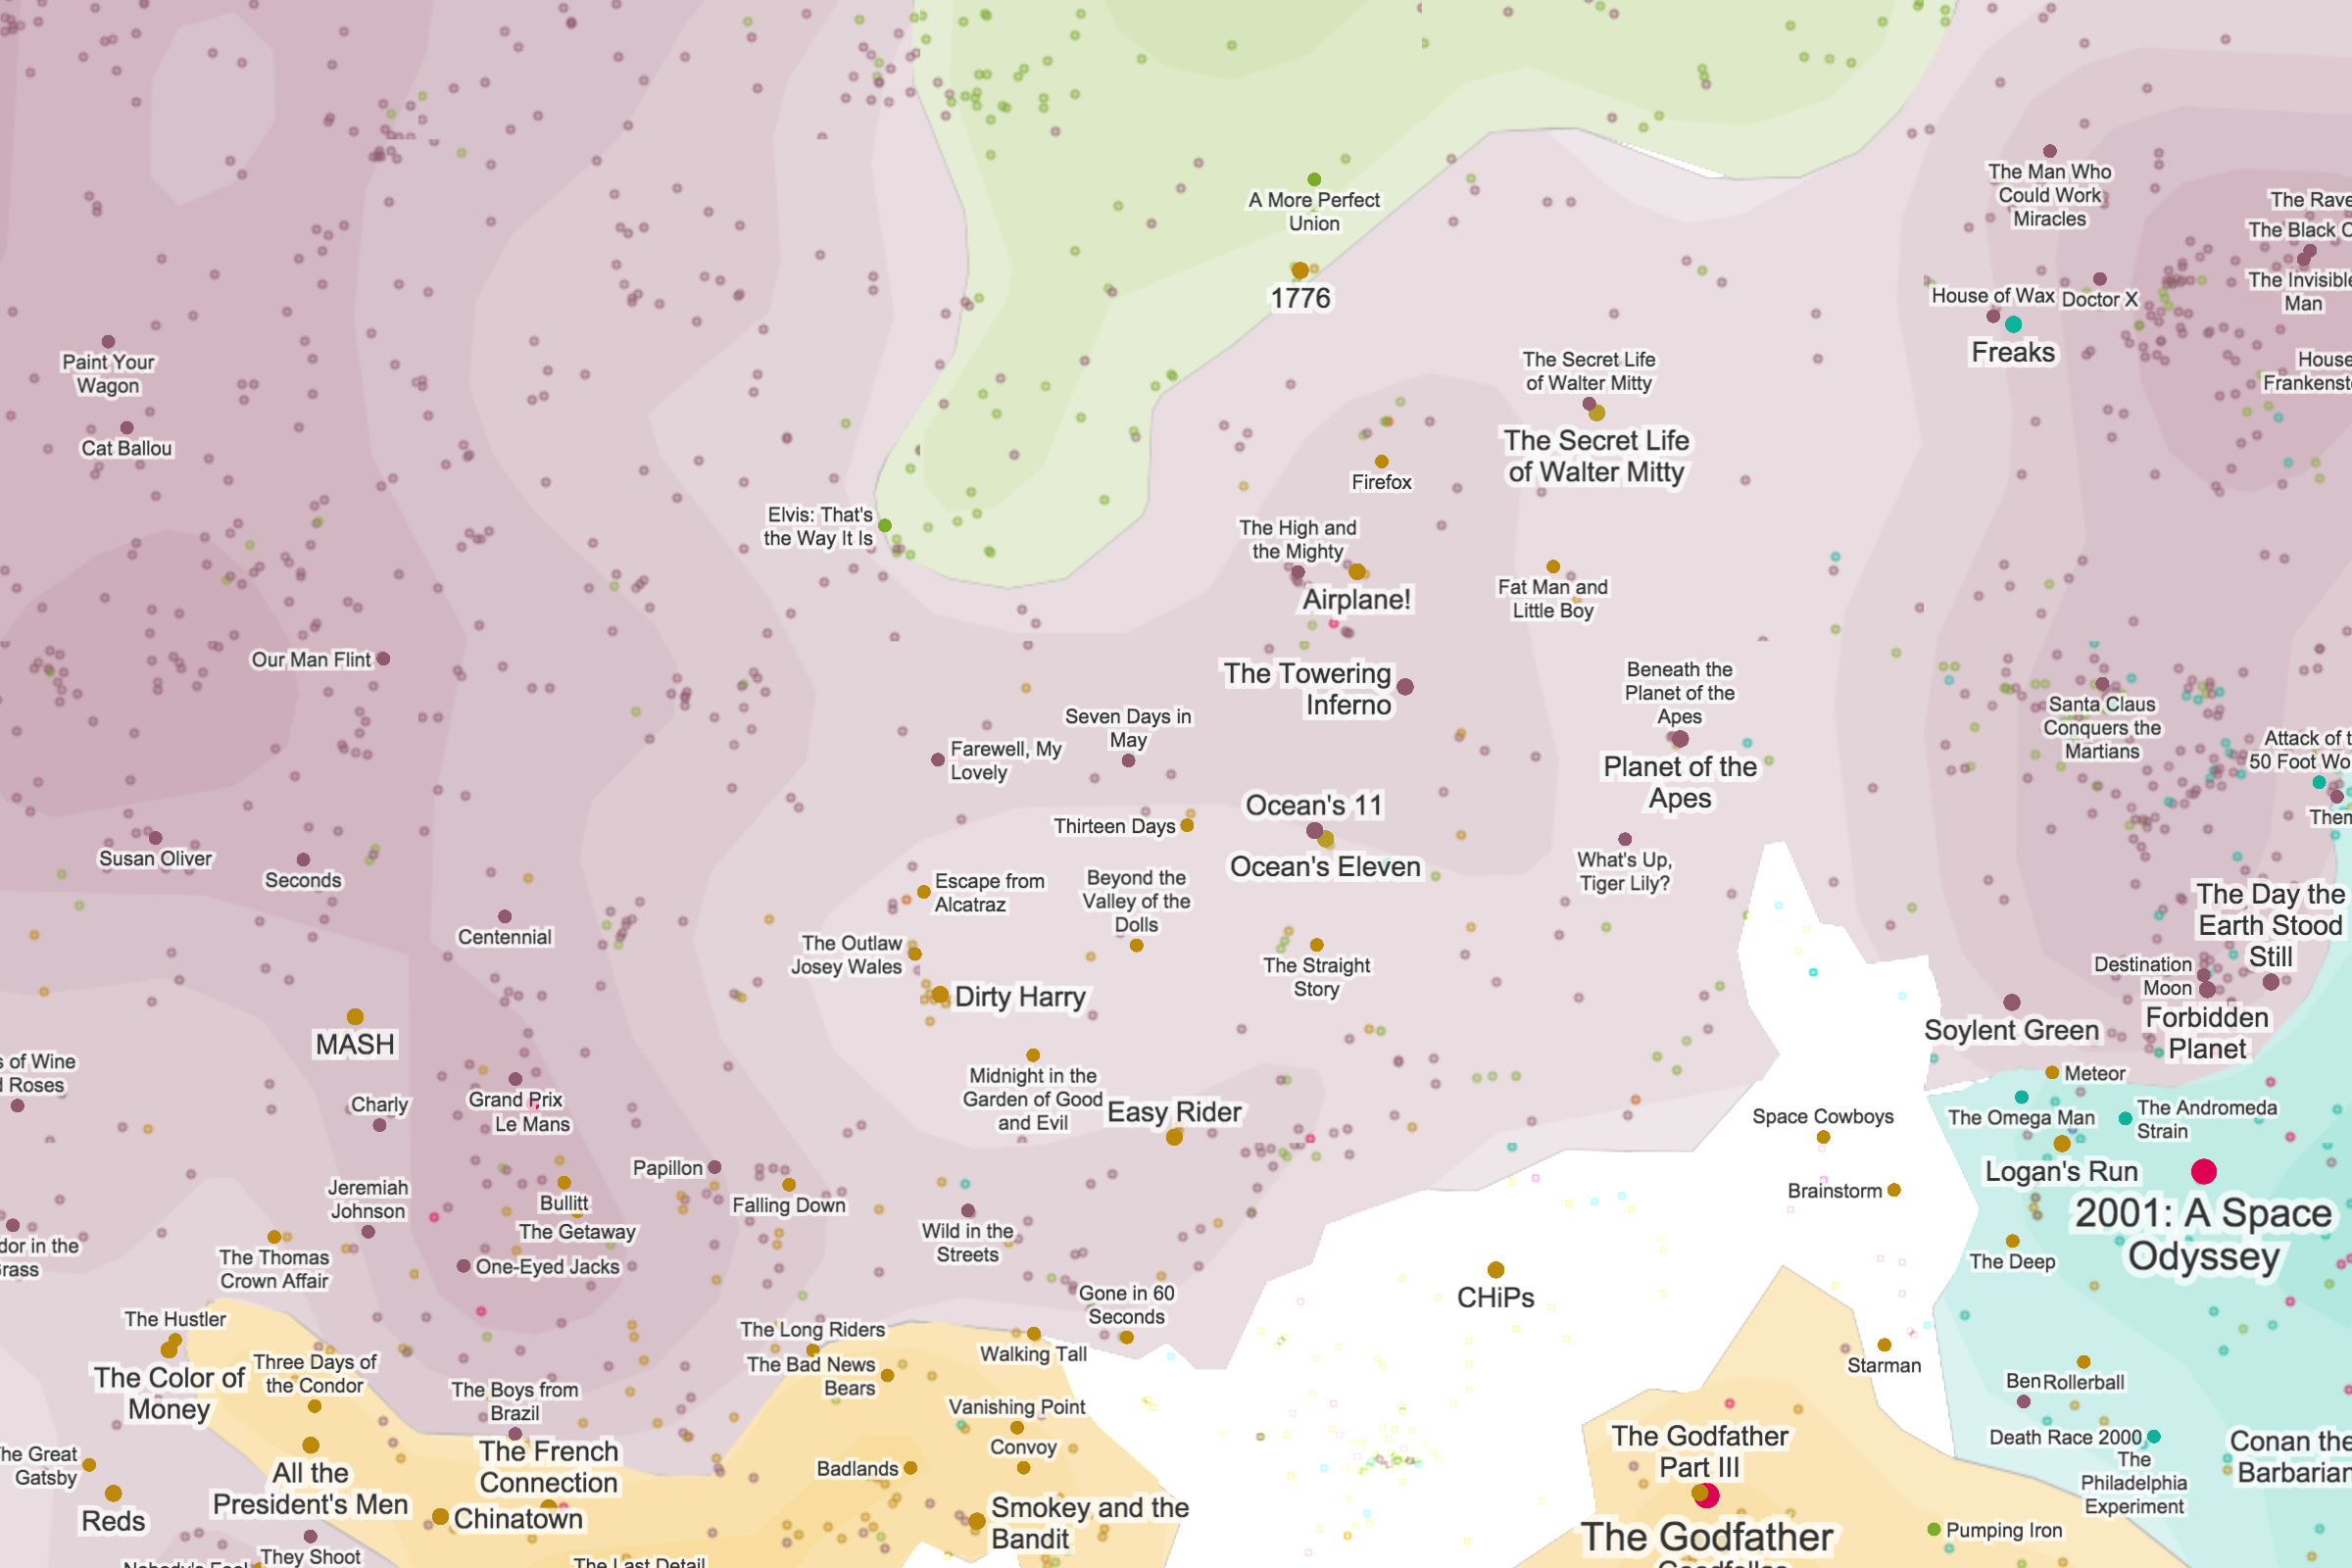 A More Perfect
Union
1776
The Man Who
Could Work
Miracles
The Rave
The Black C
The Invisible
Man
House of Wax
Doctor X
Freaks
House
Frankenst
Paint Your
Wagon
Cat Ballou
The Secret Life
of Walter Mitty
The Secret Life
of Walter Mitty
Firefox
Elvis: That's
the Way It Is
The High and
the Mighty
Airplane!
Fat Man and
Little Boy
Our Man Flint
The Towering
Inferno
Beneath the
Planet of the
Apes
Planet of the
Apes
Santa Claus
Conquers the
Martians
Attack of t
50 Foot Wo
Them
Seven Days in
May
Farewell, My
Lovely
Thirteen Days
Ocean's 11
Ocean's Eleven
What's Up,
Tiger Lily?
Susan Oliver
Seconds
Escape from
Alcatraz
Beyond the
Valley of the
Dolls
Centennial
The Outlaw
Josey Wales
Dirty Harry
The Straight
Story
The Day the
Earth Stood
Still
Destination
Moon
Forbidden
Planet
Soylent Green
MASH
s of Wine
d Roses
Charly
Grand Prix
Le Mans
Midnight in the
Garden of Good
and Evil
Easy Rider
Meteor
The Omega Man
The Andromeda
Strain
Logan's Run
2001: A Space
Odyssey
Space Cowboys
Brainstorm
Papillon
Falling Down
Jeremiah
Johnson
Bullitt
The Getaway
Wild in the
Streets
dor in the
rass
The Thomas
Crown Affair
One-Eyed Jacks
The Deep
CHiPs
Gone in 60
Seconds
The Hustler
The Color of
Money
Three Days of
the Condor
The Long Riders
The Bad News
Bears
Walking Tall
Starman
Ben
Rollerball
The Boys from
Brazil
Vanishing Point
Convoy
Death Race 2000
The
Philadelphia
Experiment
Conan the
Barbarian
The Great
Gatsby
Reds
All the
President's Men
The French
Connection
Chinatown
Badlands
Smokey and the
Bandit
The Godfather
Part III
The Godfather
Goodfellas
Pumping Iron
Nobody's Fool
They Shoot
The Last Detail